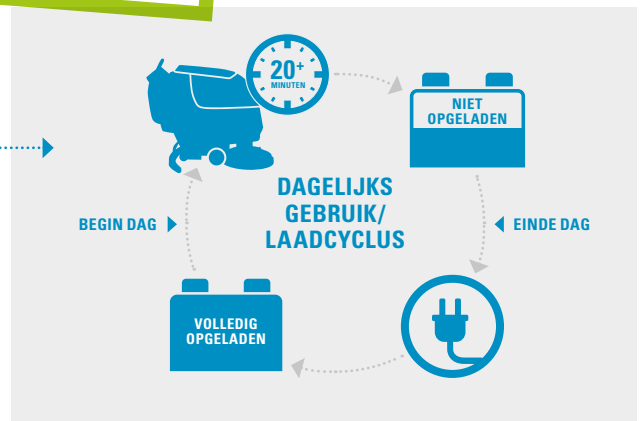 20+
MINUTEN
NIET
OPGELADEN
DAGELIJKS
GEBRUIK/
LAADCYCLUS
BEGIN DAG
EINDE DAG
VOLLEDIG
OPGELADEN